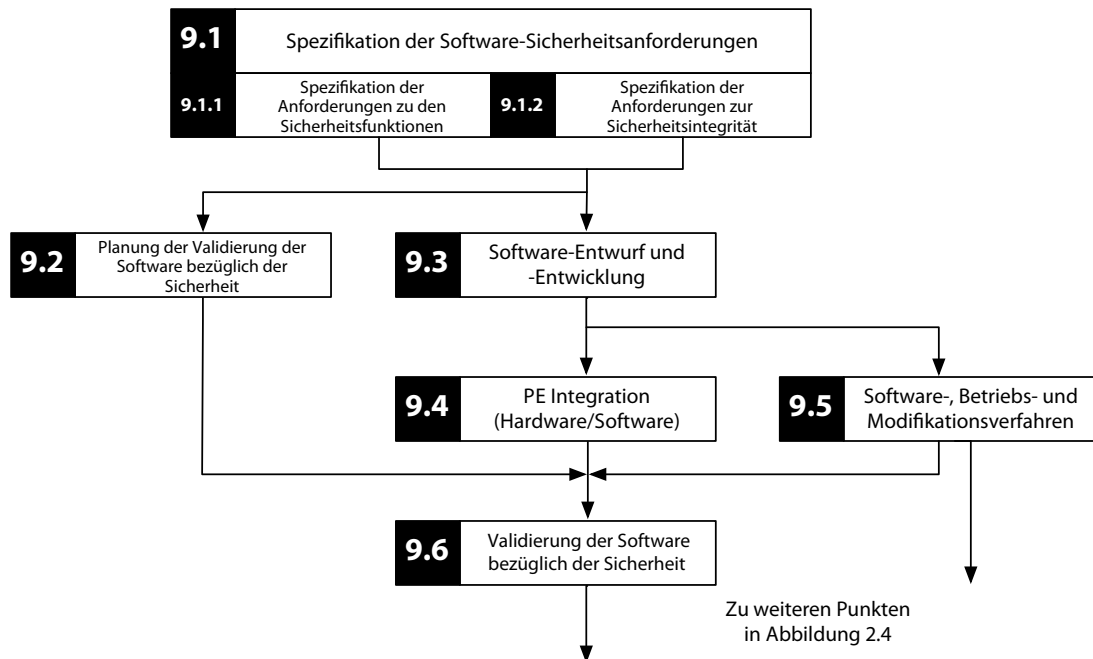 9.1
Spezifikation der Software-Sicherheitsanforderungen
9.1.1
Spezifikation der
Anforderungen zu den
Sicherheitsfunktionen
9.1.2
Spezifikation der
Anforderungen zur
Sicherheitsintegrität
9.2
Planung der Validierung der
Software bezüglich der
Sicherheit
9.3
Software-Entwurf und
-Entwicklung
9.4
PE Integration
(Hardware/Software)
9.5
Software-, Betriebs- und
Modifikationsverfahren
9.6
Validierung der Software
bezüglich der Sicherheit
Zu weiteren Punkten
in Abbildung 2.4